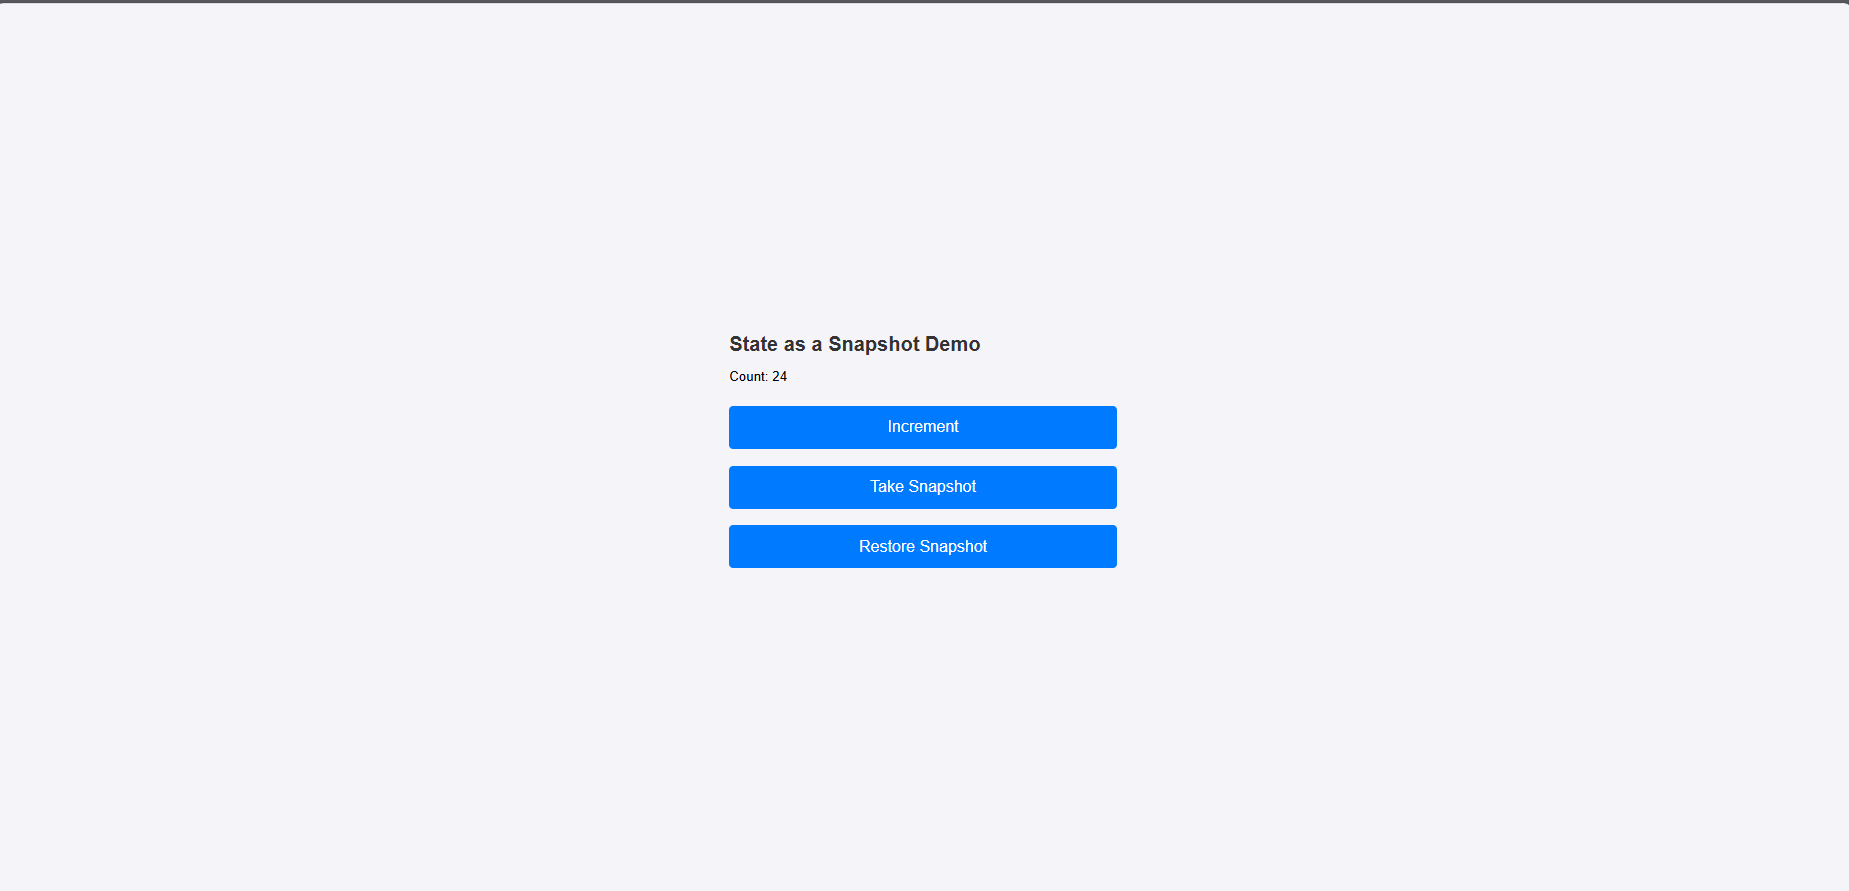 State as a Snapshot Demo
Count: 24
Increment
Take Snapshot
Restore Snapshot